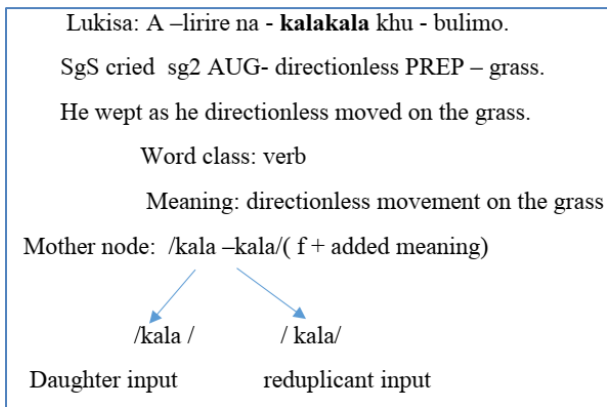 Lukisa: A –lirire na - kalakala khu - bulimo.
SgS cried sg2 AUG- directionless PREP – grass.
He wept as he directionless moved on the grass.
Word class: verb
Meaning: directionless movement on the grass
Mother node: /kala –kala/( f + added meaning)
/kala / / kala/
Daughter input reduplicant input